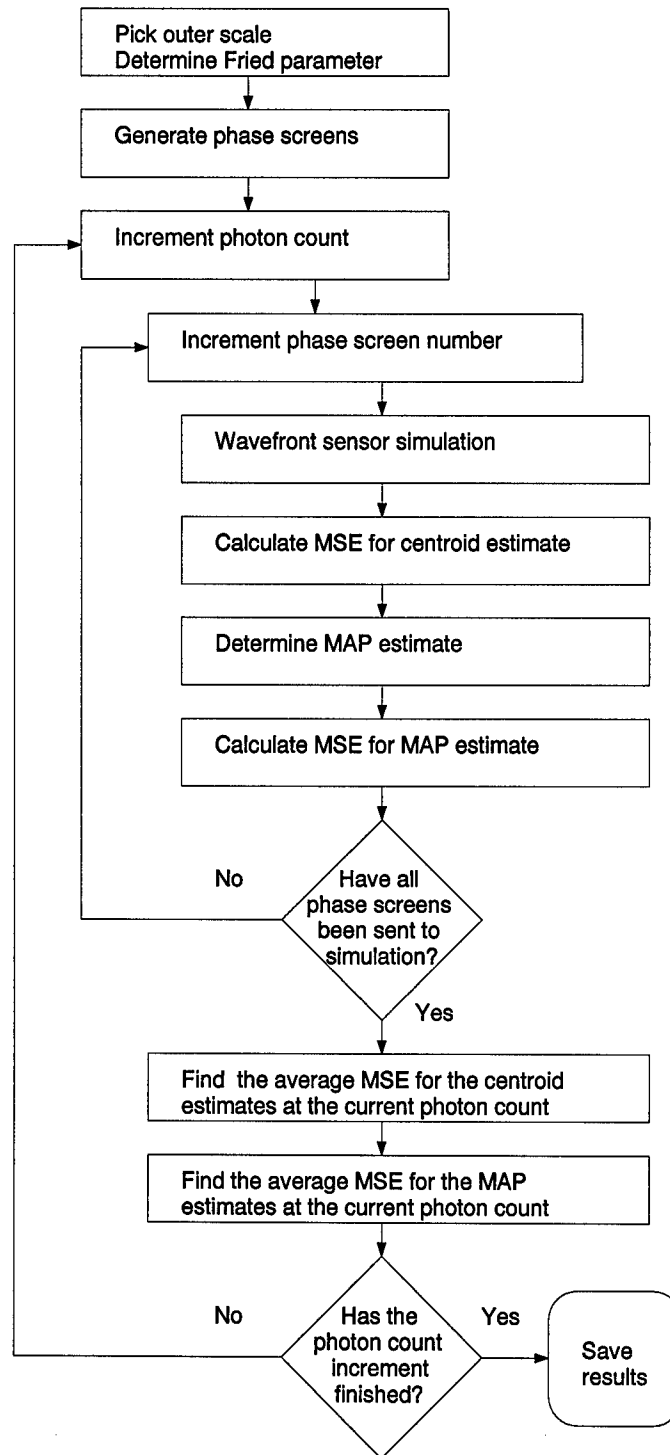 Pick outer scale
Determine Fried parameter
Generate phase screens
Increment photon count
Increment phase screen number
Wavefront sensor simulation
Calculate MSE for centroid estimate
Determine MAP estimate
Calculate MSE for MAP estimate
No
Have all
phase screens
been sent to
simulation?
Yes
Find the average MSE for the centroid
estimates at the current photon count
Find the average MSE for the MAP
estimates at the current photon count
No
Has the
photon count
increment
finished?
Yes
Save
results